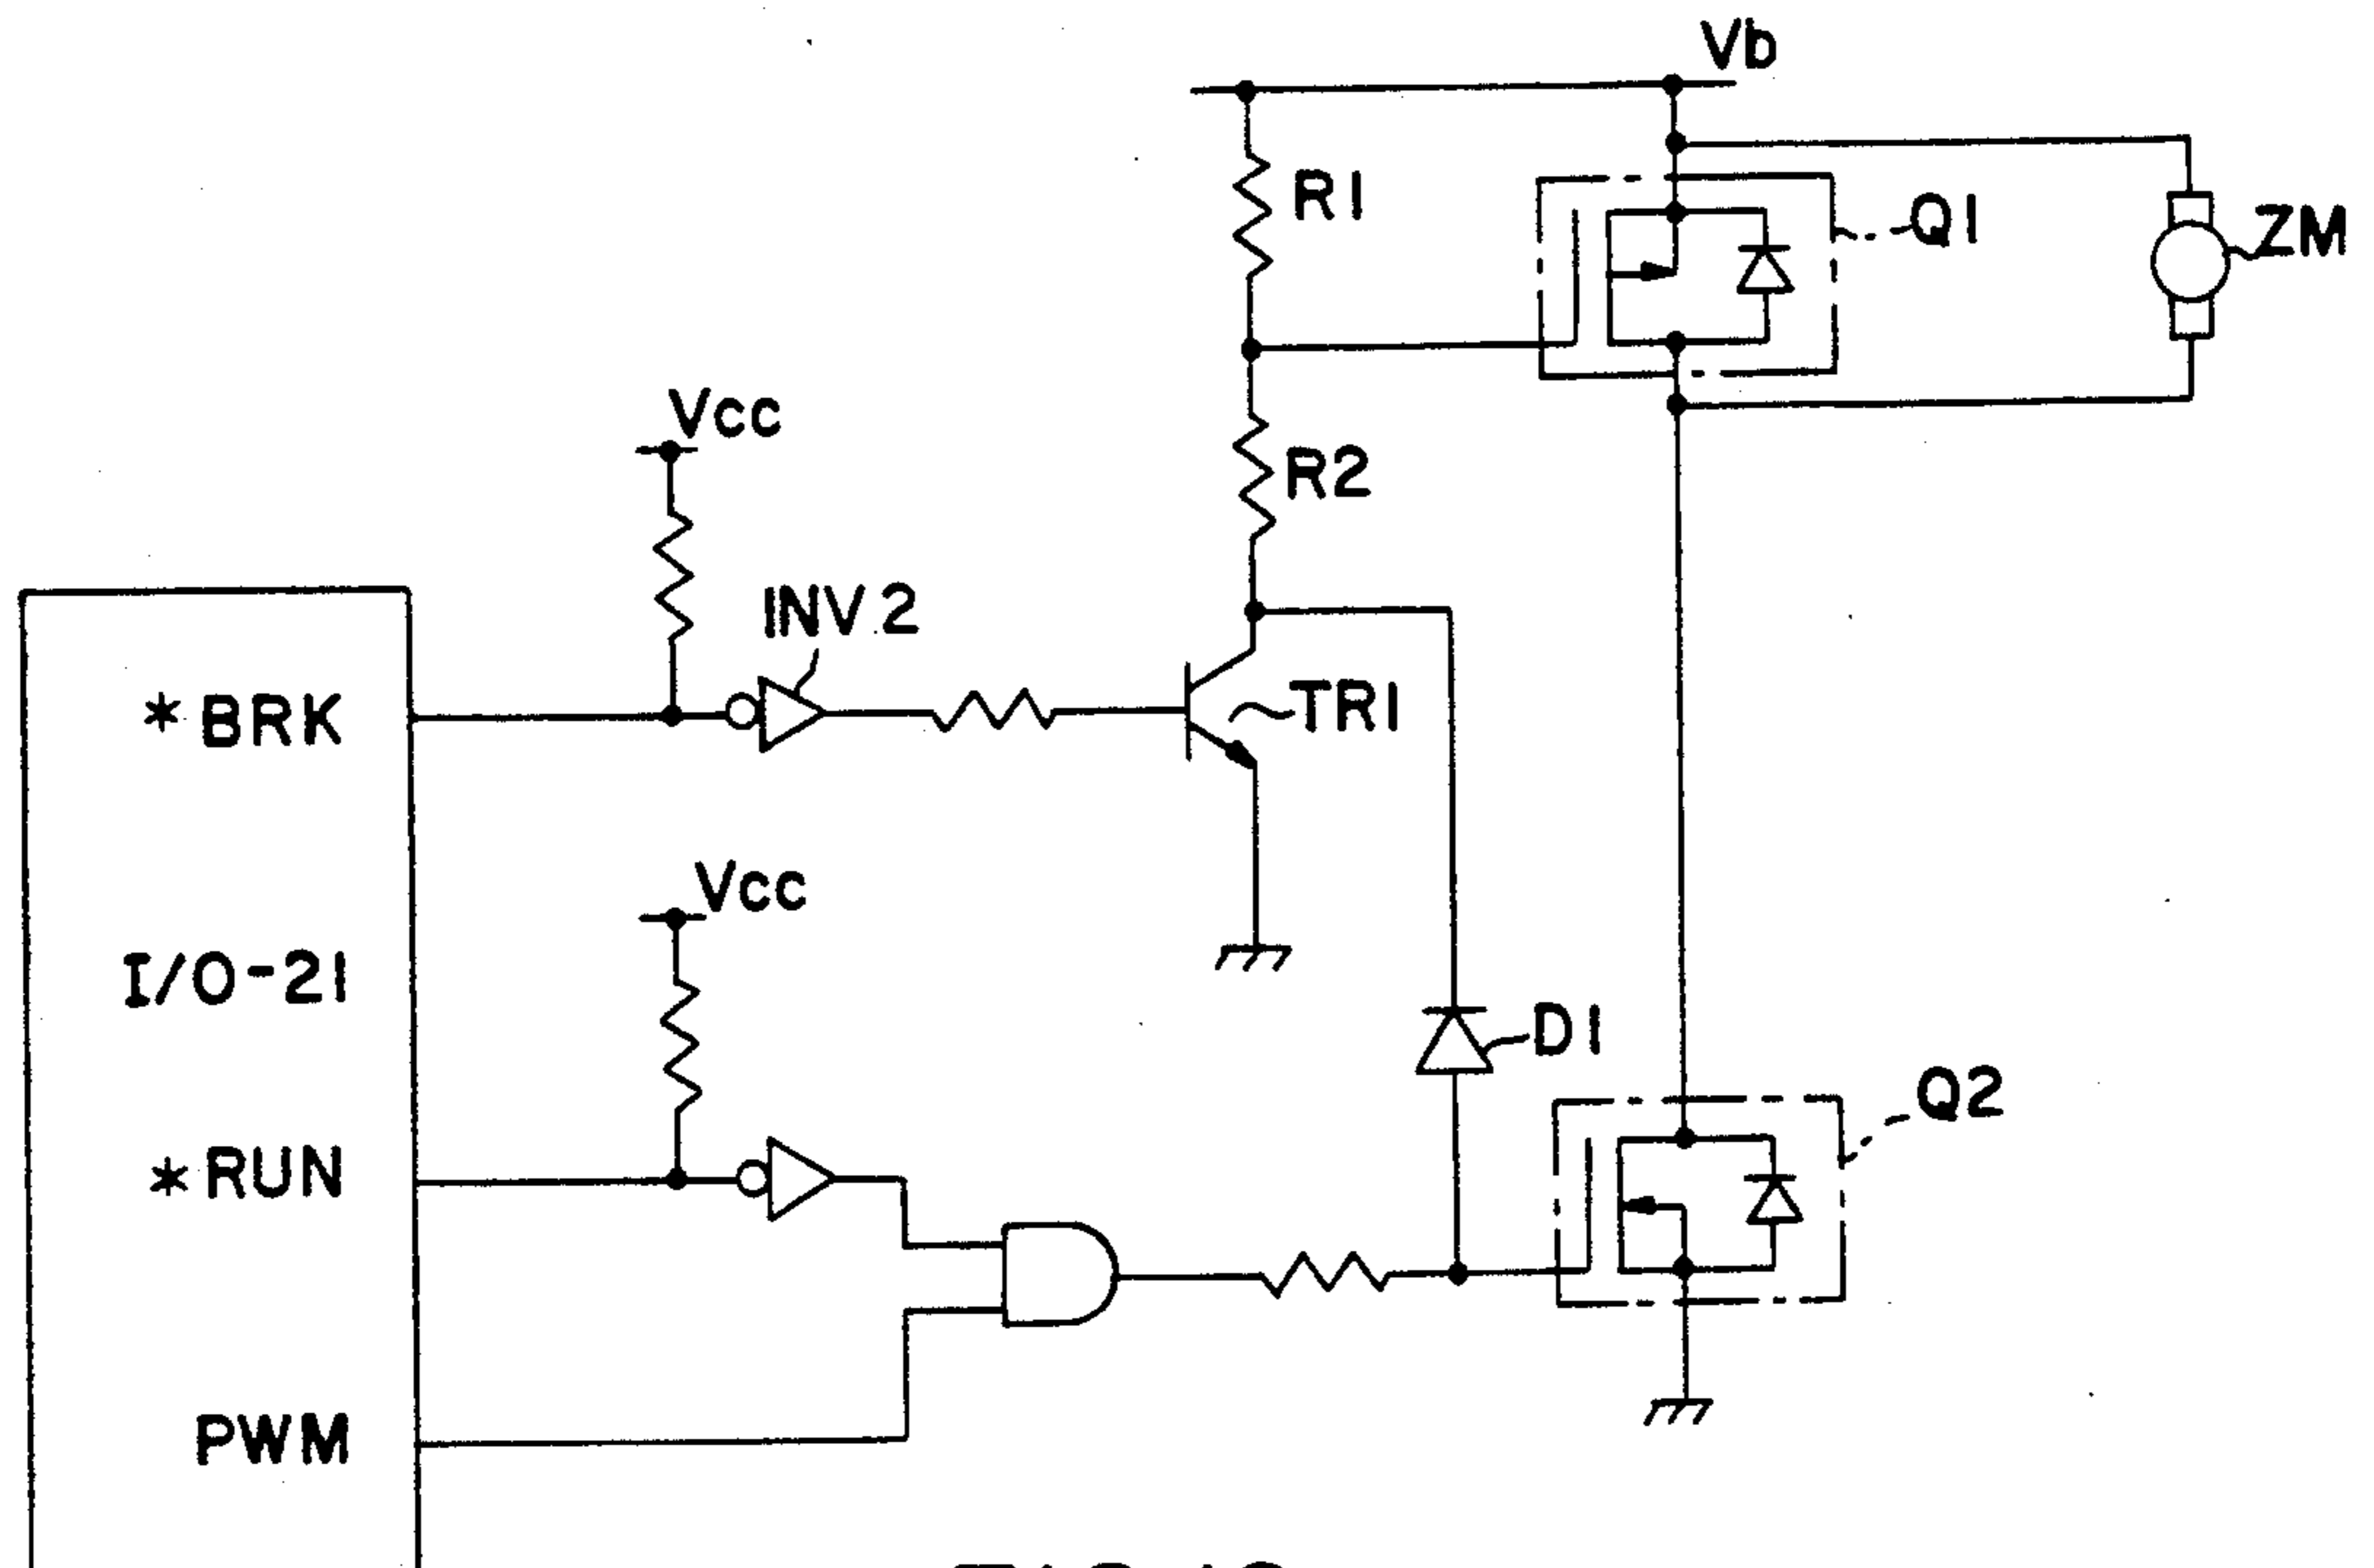 Vb
R1
Q1
ZM
Vcc
R2
INV2
*BRK
TR1
Vcc
I/O-21
D1
Q2
*RUN
PWM